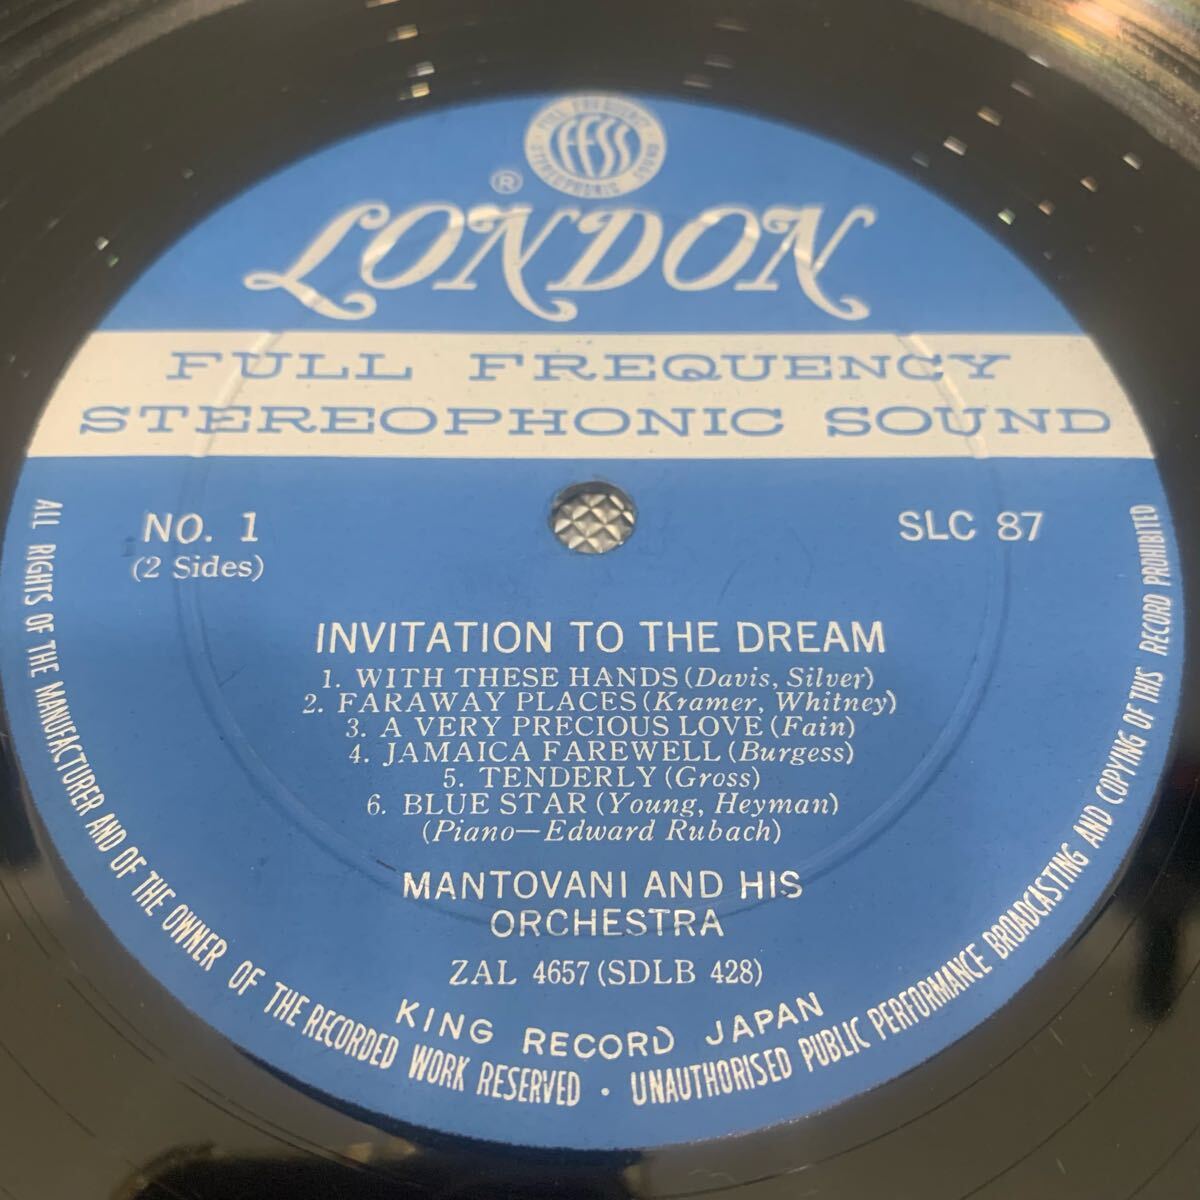 FULL FREQUENCY
FFSS
STEREOPHONIC SOUND
®
LONDON
FULL FREQUENCY
STEREOPHONIC SOUND
NO. 1
(2 Sides)
SLC 87
INVITATION TO THE DREAM
1. WITH THESE HANDS (Davis, Silver)
2. FARAWAY PLACES (Kramer, Whitney)
3. A VERY PRECIOUS LOVE (Fain)
4. JAMAICA FAREWELL (Burgess)
5. TENDERLY (Gross)
6. BLUE STAR (Young, Heyman)
(Piano—Edward Rubach)
MANTOVANI AND HIS
ORCHESTRA
ZAL 4657 (SDLB 428)
KING RECORD JAPAN
ALL RIGHTS OF THE MANUFACTURER AND OF THE OWNER OF THE RECORDED WORK RESERVED · UNAUTHORISED PUBLIC PERFORMANCE BROADCASTING AND COPYING OF THIS RECORD PROHIBITED